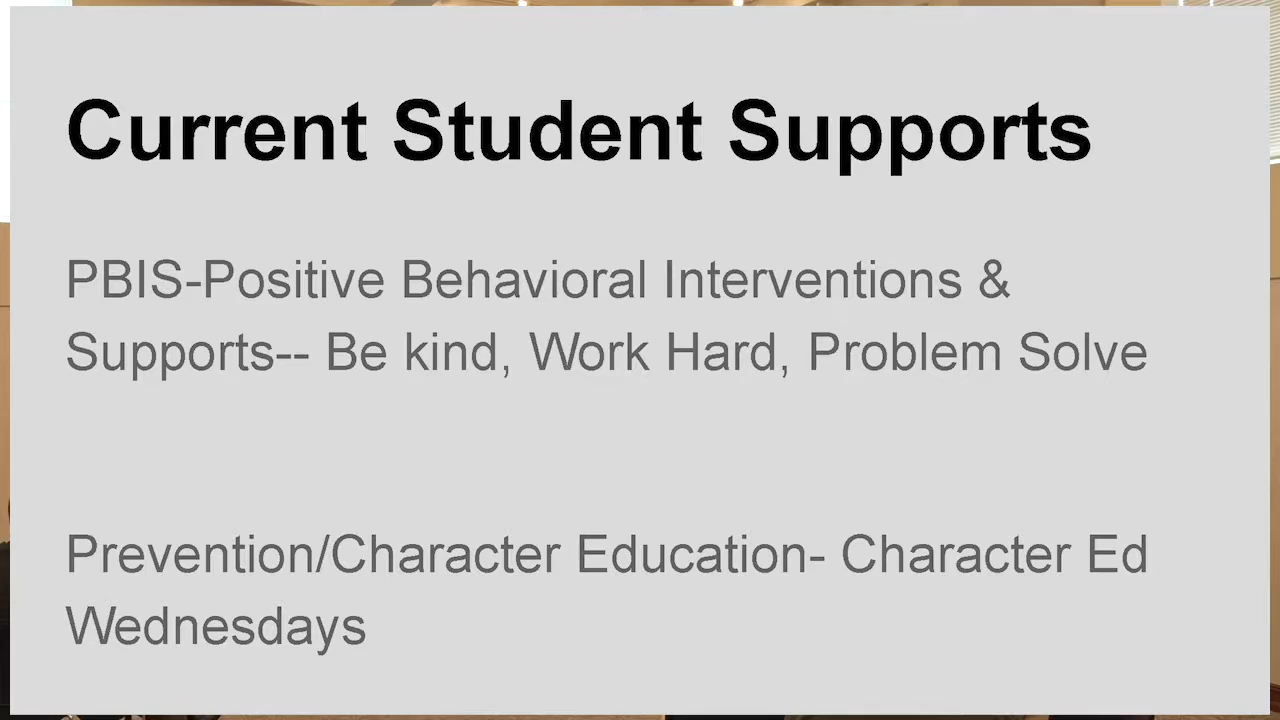 Current Student Supports
PBIS-Positive Behavioral Interventions &
Supports-- Be kind, Work Hard, Problem Solve
Prevention/Character Education- Character Ed
Wednesdays